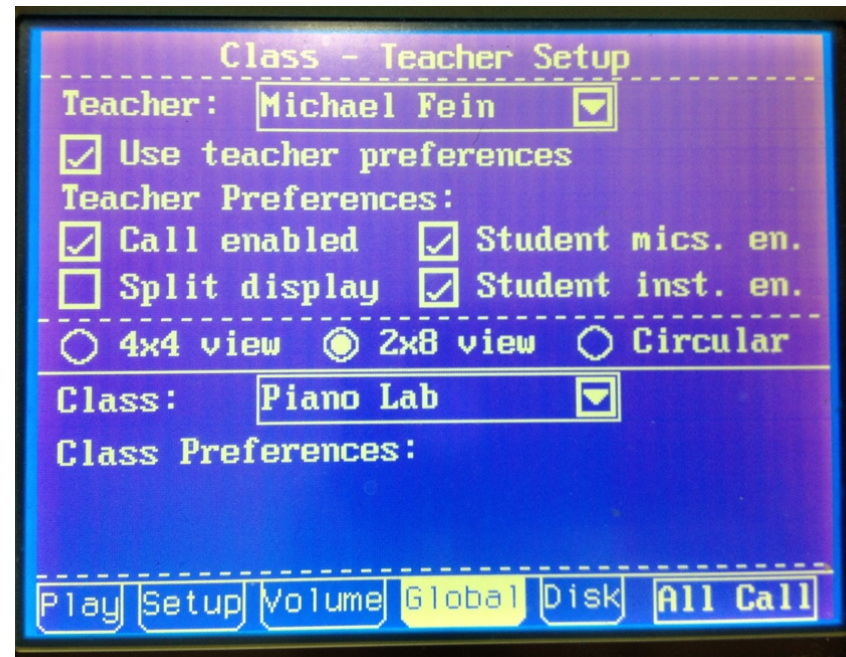 Class - Teacher Setup
Teacher: Michael Fein
Use teacher preferences
Teacher Preferences:
Call enabled Student mics. en.
Split display Student inst. en.
4x4 view 2x8 view Circular
Class: Piano Lab
Class Preferences:
Play Setup Volume Global Disk All Call